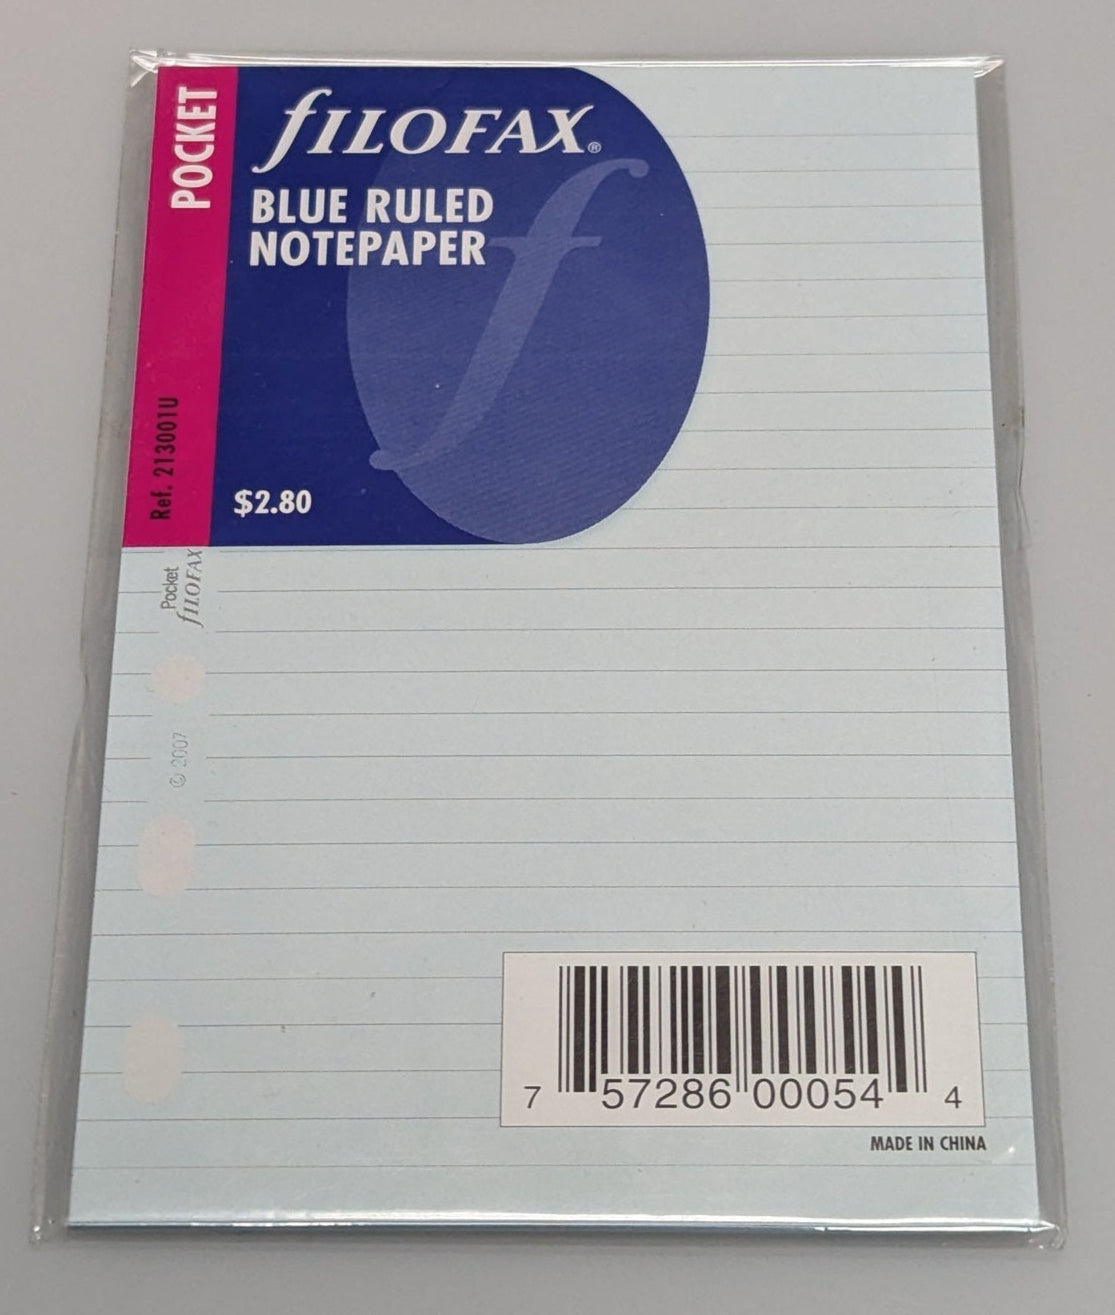 POCKET
fILOFAX®
BLUE RULED
NOTEPAPER
Ref. 213001U
$2.80
Pocket
fILOFAX
© 2007
7 57286 00054 4
MADE IN CHINA